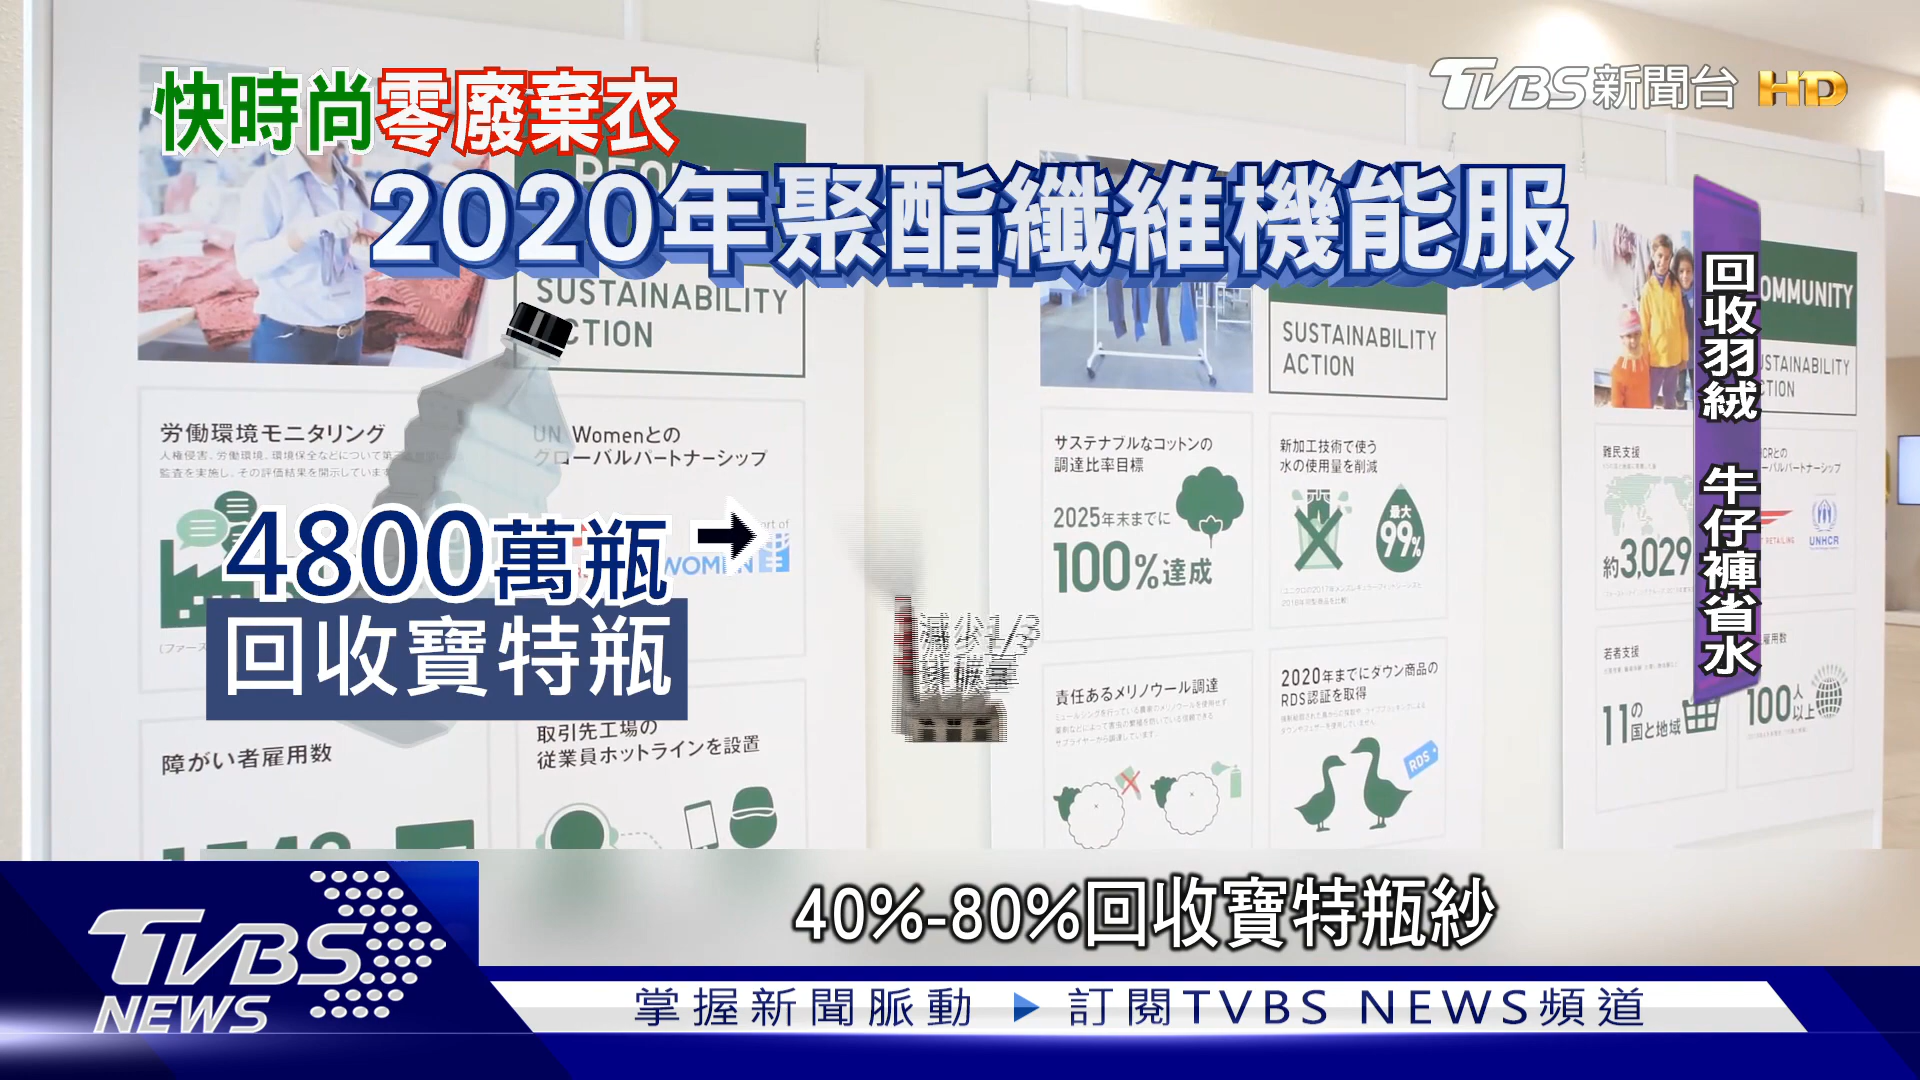 快時尚零廢棄衣
TVBS新聞台 HD
2020年聚酯纖維機能服
回收羽絨 牛仔褲省水
SUSTAINABILITY
ACTION
労働環境モニタリング
UN Womenとの
グローバルパートナーシップ
4800萬瓶
回收寶特瓶
WOMEN
障がい者雇用数
取引先工場の
従業員ホットラインを設置
減少1/3
SUSTAINABILITY
ACTION
サステナブルなコットンの
調達比率目標
2025年末までに
100%達成
新加工技術で使う
水の使用量を削減
最大
99%
責任あるメリノウール調達
2020年までにダウン商品の
RDS認証を取得
RDS
COMMUNITY
難民支援
約3,029
UNHCR
若者支援
11の
国と地域
100人
以上
40%-80%回收寶特瓶紗
TVBS
NEWS
掌握新聞脈動 ▶ 訂閱TVBS NEWS頻道